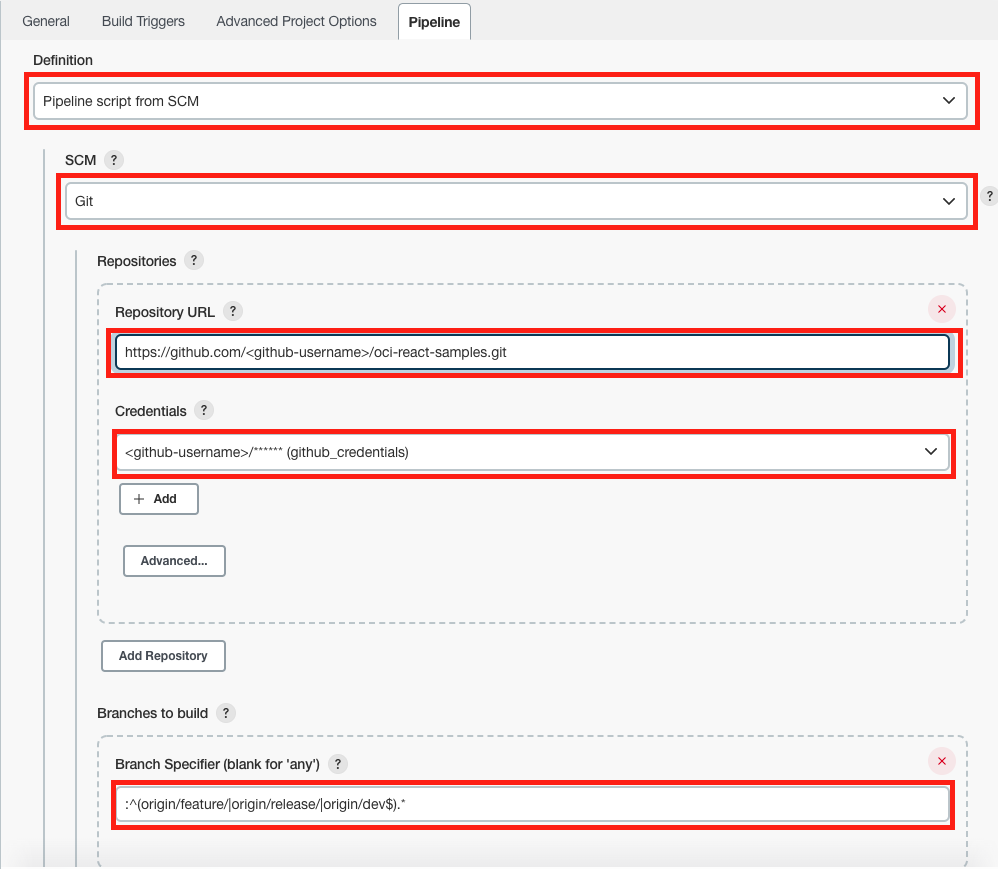 General Build Triggers Advanced Project Options Pipeline
Definition
Pipeline script from SCM
SCM ?
Git
?
Repositories ?
Repository URL ?
https://github.com/<github-username>/oci-react-samples.git
Credentials ?
<github-username>/****** (github_credentials)
+ Add
Advanced...
Add Repository
Branches to build ?
Branch Specifier (blank for 'any') ?
:^(origin/feature/|origin/release/|origin/dev$).*